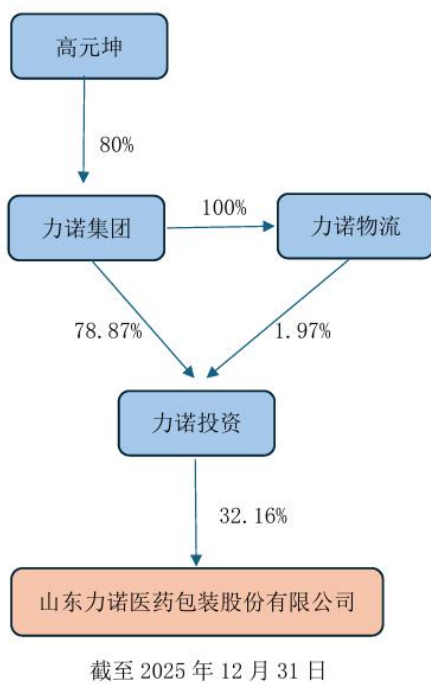 高元坤
80%
力诺集团
100%
力诺物流
78.87%
1.97%
力诺投资
32.16%
山东力诺医药包装股份有限公司
截至 2025 年 12 月 31 日